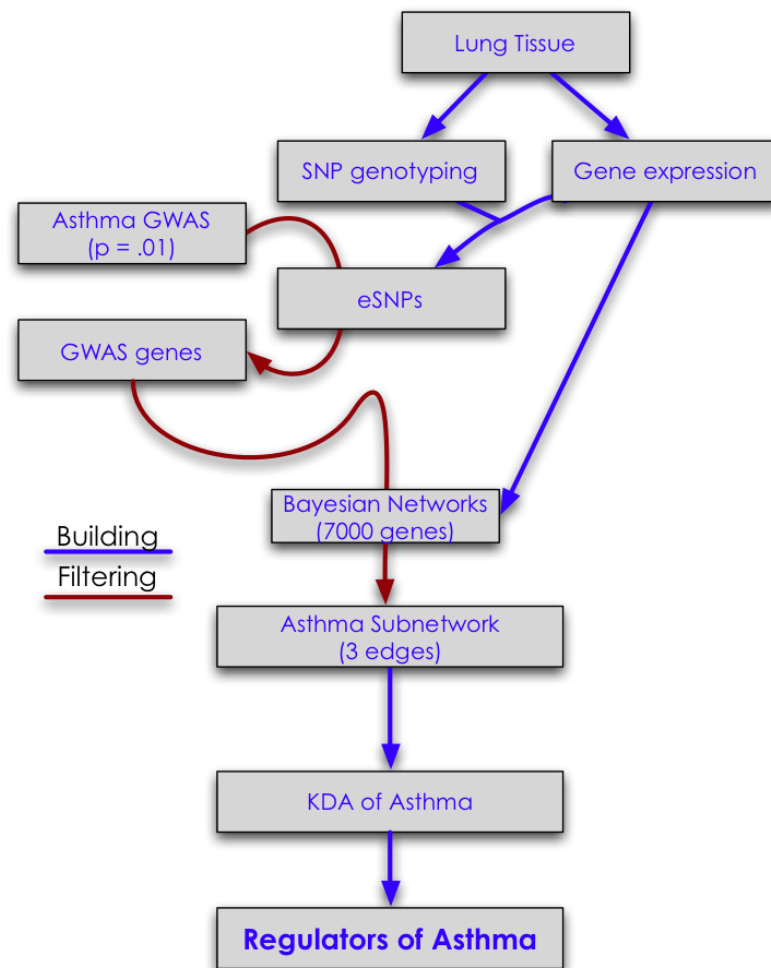 Lung Tissue
SNP genotyping
Gene expression
Asthma GWAS
(p = .01)
eSNPs
GWAS genes
Bayesian Networks
(7000 genes)
Building
Filtering
Asthma Subnetwork
(3 edges)
KDA of Asthma
Regulators of Asthma